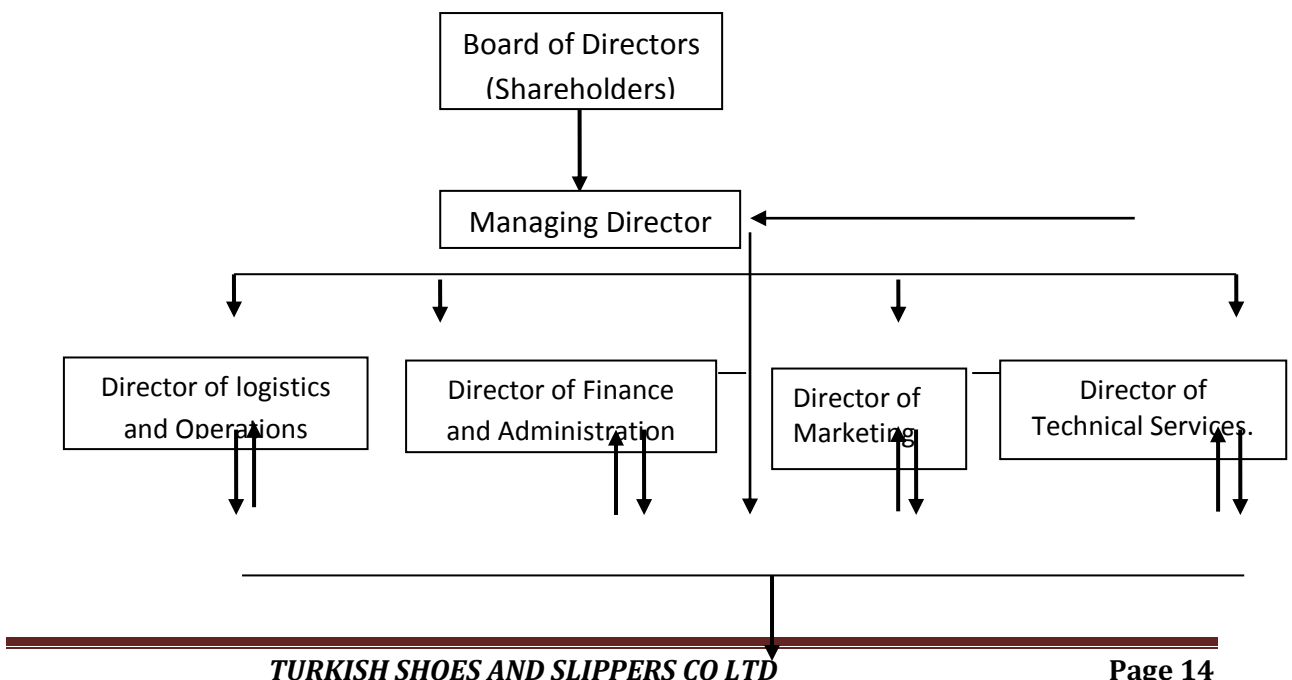 Board of Directors
(Shareholders)
Managing Director
Director of logistics
and Operations
Director of Finance
and Administration
Director of
Marketing
Director of
Technical Services.
TURKISH SHOES AND SLIPPERS CO LTD
Page 14